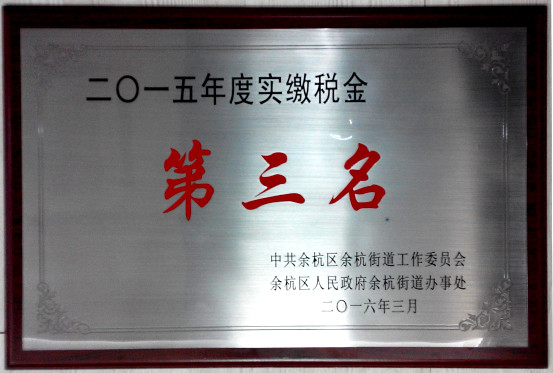 二〇一五年度实缴税金
第三名
中共余杭区余杭街道工作委员会
余杭区人民政府余杭街道办事处
二〇一六年三月